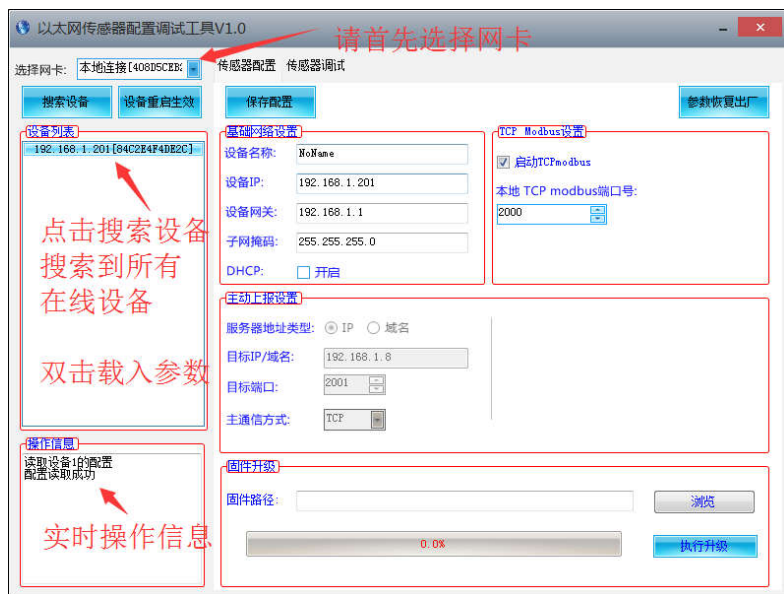 以太网传感器配置调试工具V1.0
请首先选择网卡
选择网卡: 本地连接[408D5CEB:
传感器配置 传感器调试
搜索设备 设备重启生效
保存配置
参数恢复出厂
设备列表
192.168.1.201[84C2E4F4DE2C]
点击搜索设备
搜索到所有
在线设备
双击载入参数
基础网络设置
设备名称: NoName
设备IP: 192.168.1.201
设备网关: 192.168.1.1
子网掩码: 255.255.255.0
DHCP: 开启
TCP Modbus设置
启动TCPmodbus
本地 TCP modbus端口号:
2000
主动上报设置
服务器地址类型: IP 域名
目标IP/域名: 192.168.1.8
目标端口: 2001
主通信方式: TCP
操作信息
读取设备1的配置
配置读取成功
实时操作信息
固件升级
固件路径: 浏览
0.0% 执行升级